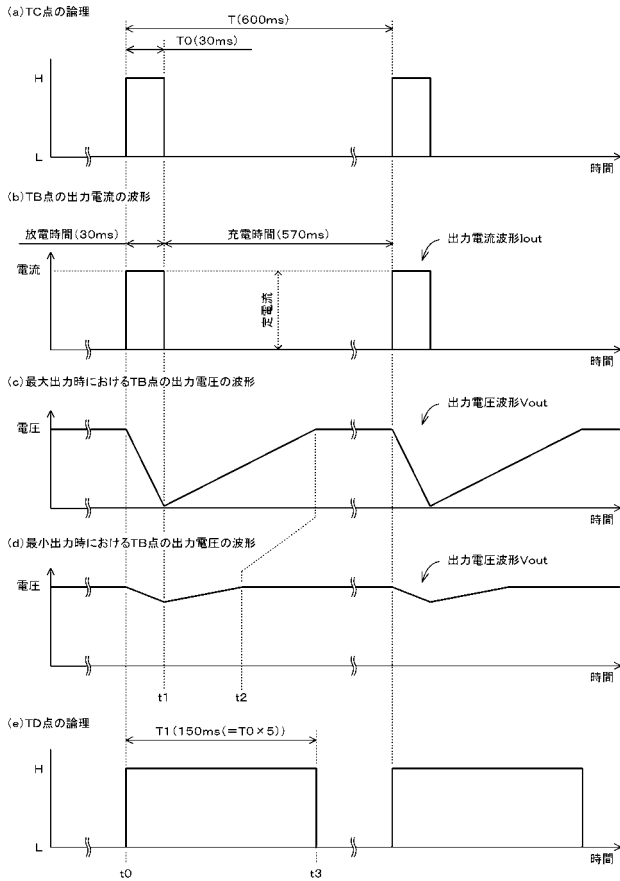 (a)TC点の論理
T(600ms)
T0(30ms)
H
L
時間
(b)TB点の出力電流の波形
放電時間(30ms)
充電時間(570ms)
出力電流波形Iout
電流
定電流
時間
(c)最大出力時におけるTB点の出力電圧の波形
出力電圧波形Vout
電圧
時間
(d)最小出力時におけるTB点の出力電圧の波形
出力電圧波形Vout
電圧
時間
t1
t2
(e)TD点の論理
T1(150ms(=T0×5))
H
L
時間
t0
t3